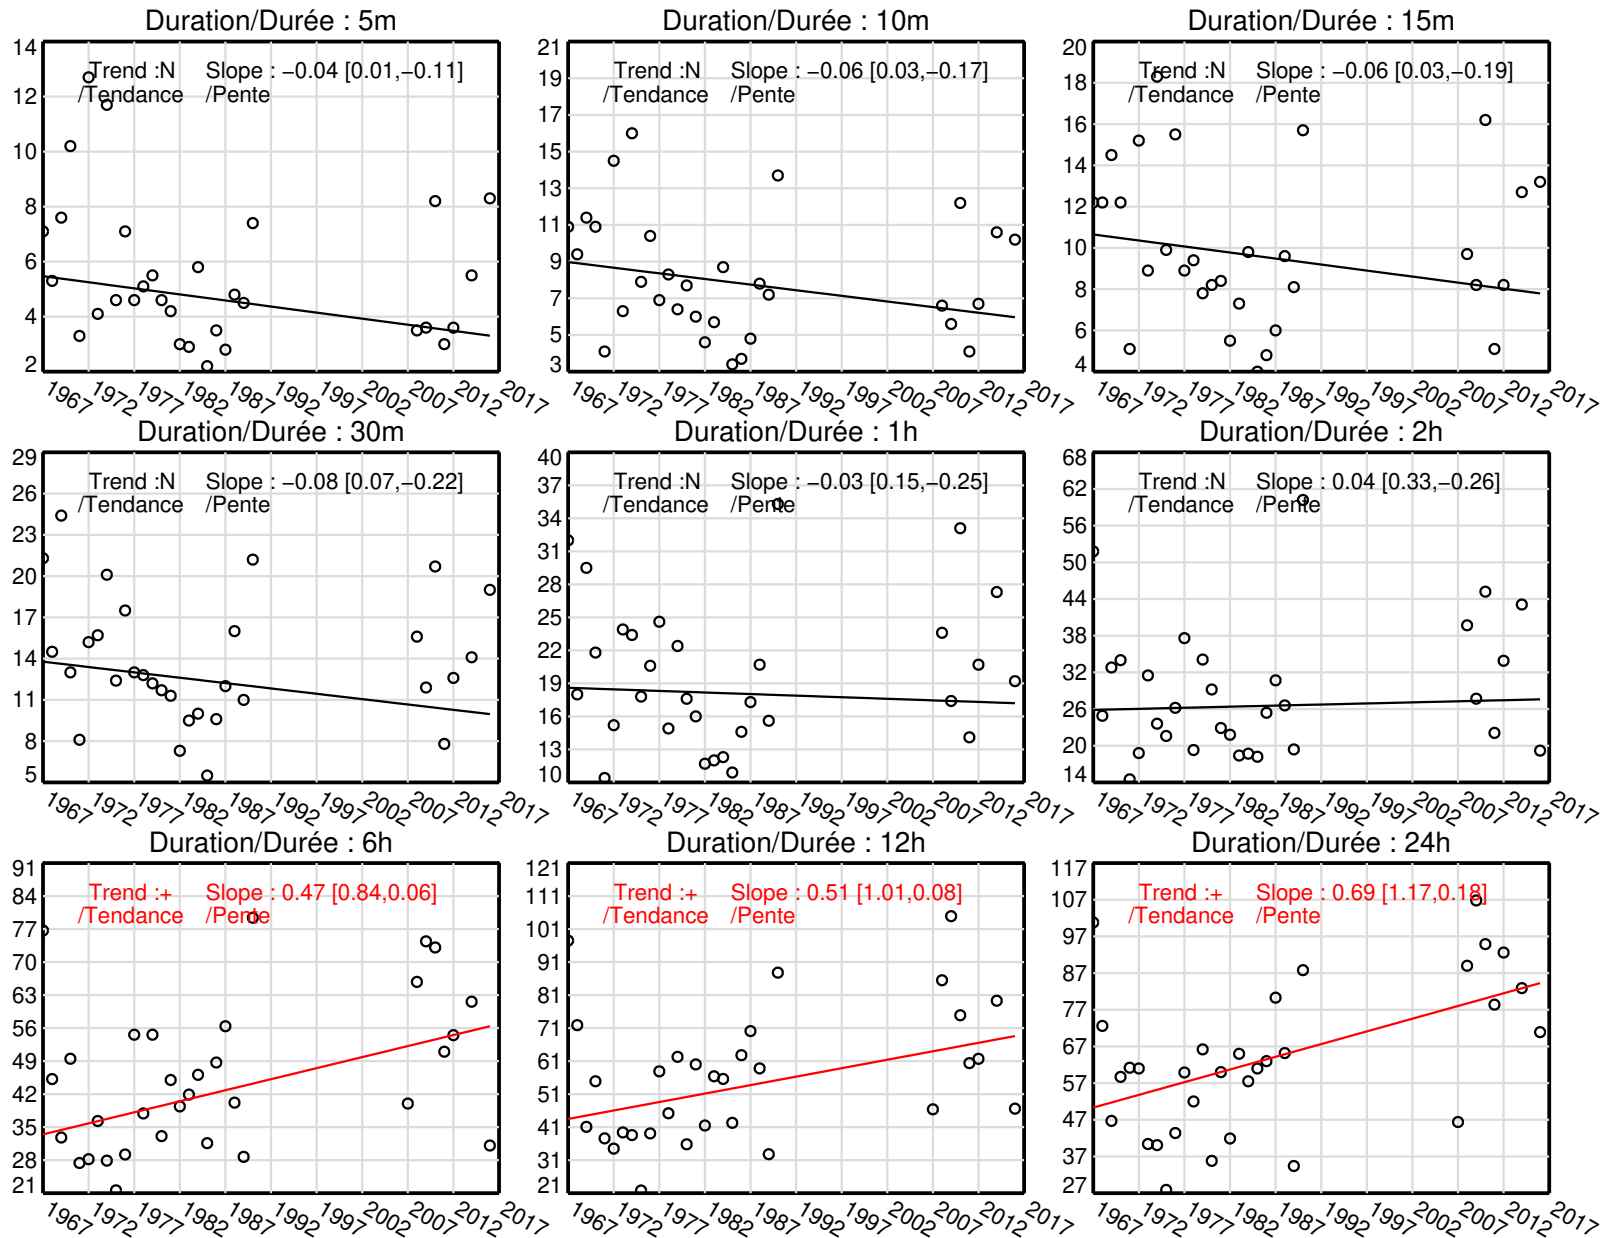 Duration/Durée : 5m
14
12
10
8
6
4
2
Trend :N Slope : −0.04 [0.01,−0.11]
/Tendance /Pente
1967 1972 1977 1982 1987 1992 1997 2002 2007 2012 2017
Duration/Durée : 10m
21
19
17
15
13
11
9
7
5
3
Trend :N Slope : −0.06 [0.03,−0.17]
/Tendance /Pente
1967 1972 1977 1982 1987 1992 1997 2002 2007 2012 2017
Duration/Durée : 15m
20
18
16
14
12
10
8
6
4
Trend :N Slope : −0.06 [0.03,−0.19]
/Tendance /Pente
1967 1972 1977 1982 1987 1992 1997 2002 2007 2012 2017
Duration/Durée : 30m
29
26
23
20
17
14
11
8
5
Trend :N Slope : −0.08 [0.07,−0.22]
/Tendance /Pente
1967 1972 1977 1982 1987 1992 1997 2002 2007 2012 2017
Duration/Durée : 1h
40
37
34
31
28
25
22
19
16
13
10
Trend :N Slope : −0.03 [0.15,−0.25]
/Tendance /Pente
1967 1972 1977 1982 1987 1992 1997 2002 2007 2012 2017
Duration/Durée : 2h
68
62
56
50
44
38
32
26
20
14
Trend :N Slope : 0.04 [0.33,−0.26]
/Tendance /Pente
1967 1972 1977 1982 1987 1992 1997 2002 2007 2012 2017
Duration/Durée : 6h
91
84
77
70
63
56
49
42
35
28
21
Trend :+ Slope : 0.47 [0.84,0.06]
/Tendance /Pente
1967 1972 1977 1982 1987 1992 1997 2002 2007 2012 2017
Duration/Durée : 12h
121
111
101
91
81
71
61
51
41
31
21
Trend :+ Slope : 0.51 [1.01,0.08]
/Tendance /Pente
1967 1972 1977 1982 1987 1992 1997 2002 2007 2012 2017
Duration/Durée : 24h
117
107
97
87
77
67
57
47
37
27
Trend :+ Slope : 0.69 [1.17,0.18]
/Tendance /Pente
1967 1972 1977 1982 1987 1992 1997 2002 2007 2012 2017